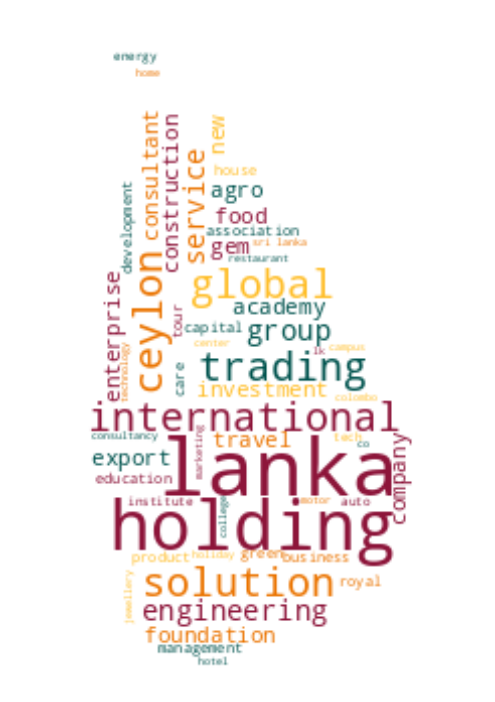 energy
home
consultant
construction
new
service
house
development
agro
food
association
gem
sri lanka
restaurant
ceylon
enterprise
global
academy
tour
capital
group
center
lk
campus
technology
trading
care
investment
colombo
international
consultancy
travel
tech
co
marketing
lanka
company
export
education
institute
college
motor
auto
holding
product
holiday
green
business
jewellery
solution
royal
engineering
foundation
management
hotel